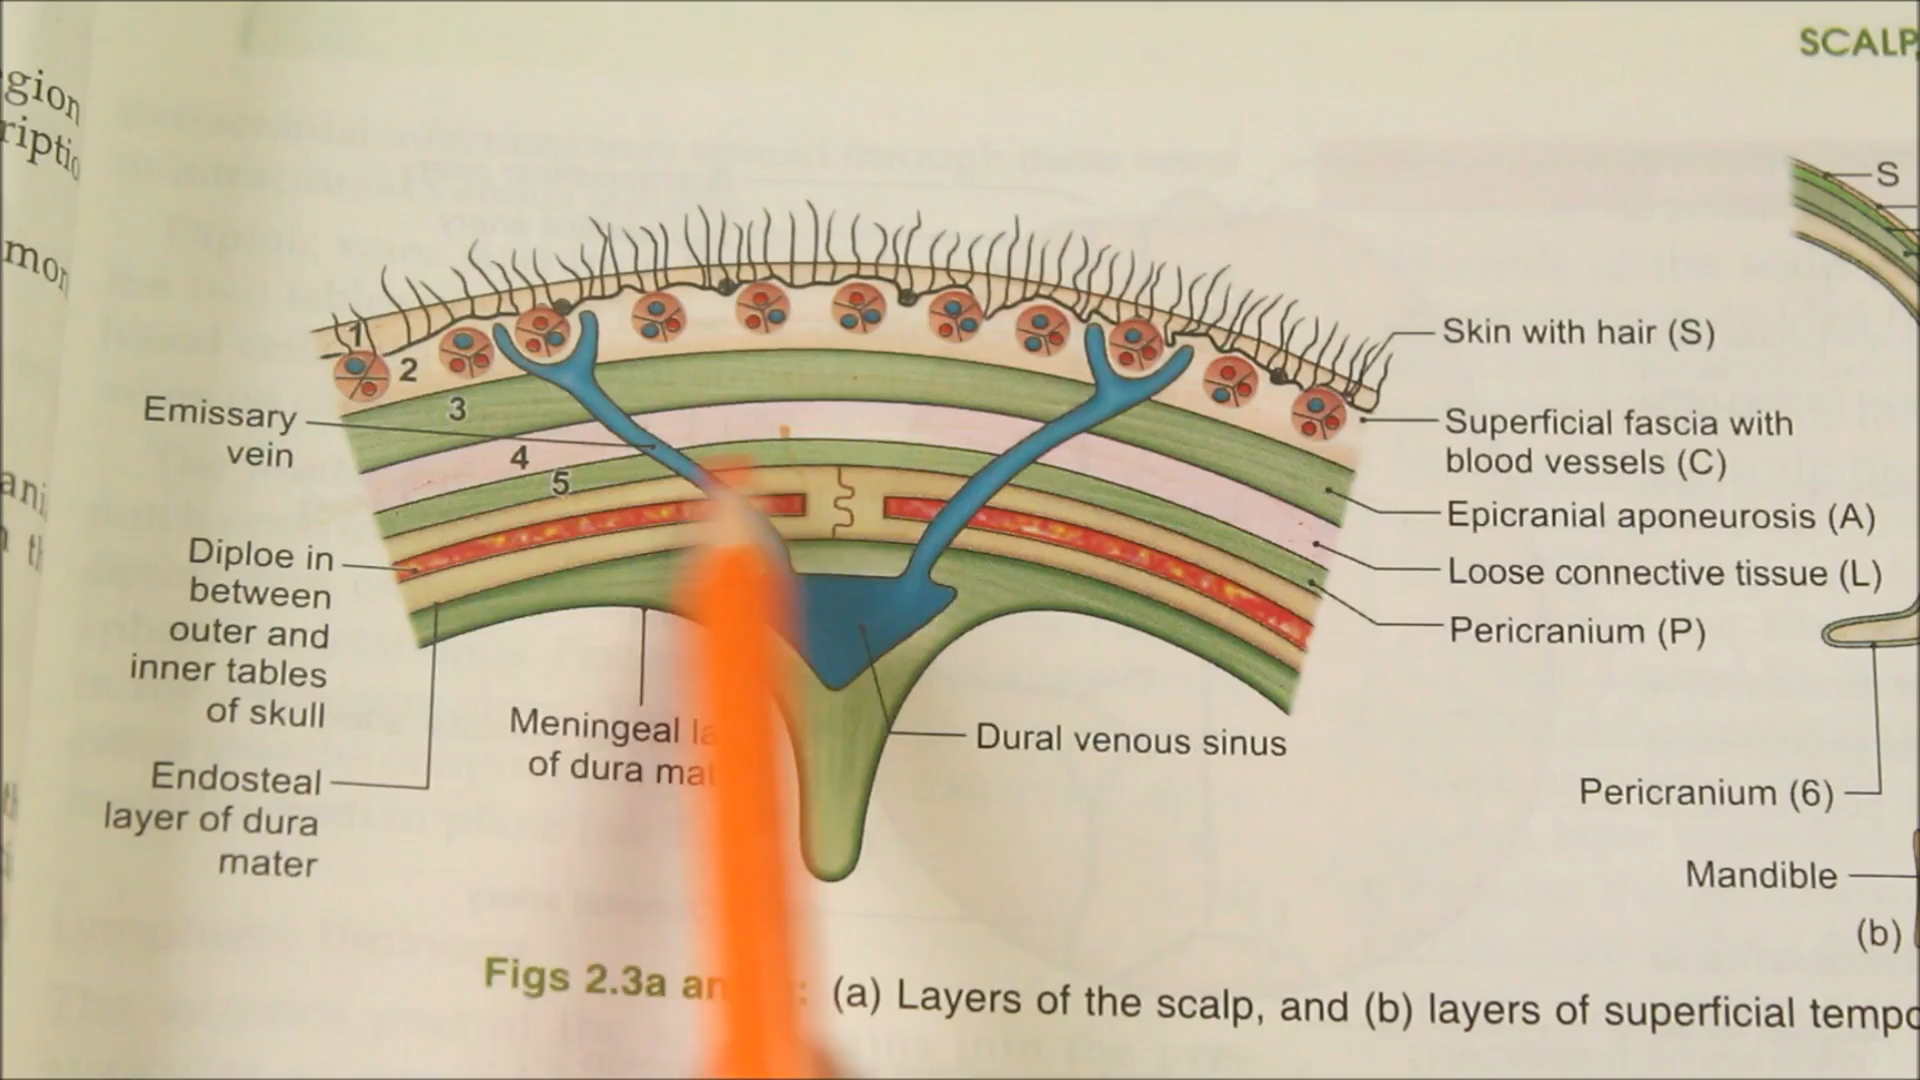 gion
riptio
mon
ani
SCALP
S
1
2
3
4
5
Emissary
vein
Diploe in
between
outer and
inner tables
of skull
Endosteal
layer of dura
mater
Meningeal
of dura
Dural venous sinus
Skin with hair (S)
Superficial fascia with
blood vessels (C)
Epicranial aponeurosis (A)
Loose connective tissue (L)
Pericranium (P)
Pericranium (6)
Mandible
(b)
Figs 2.3a : (a) Layers of the scalp, and (b) layers of superficial tempo